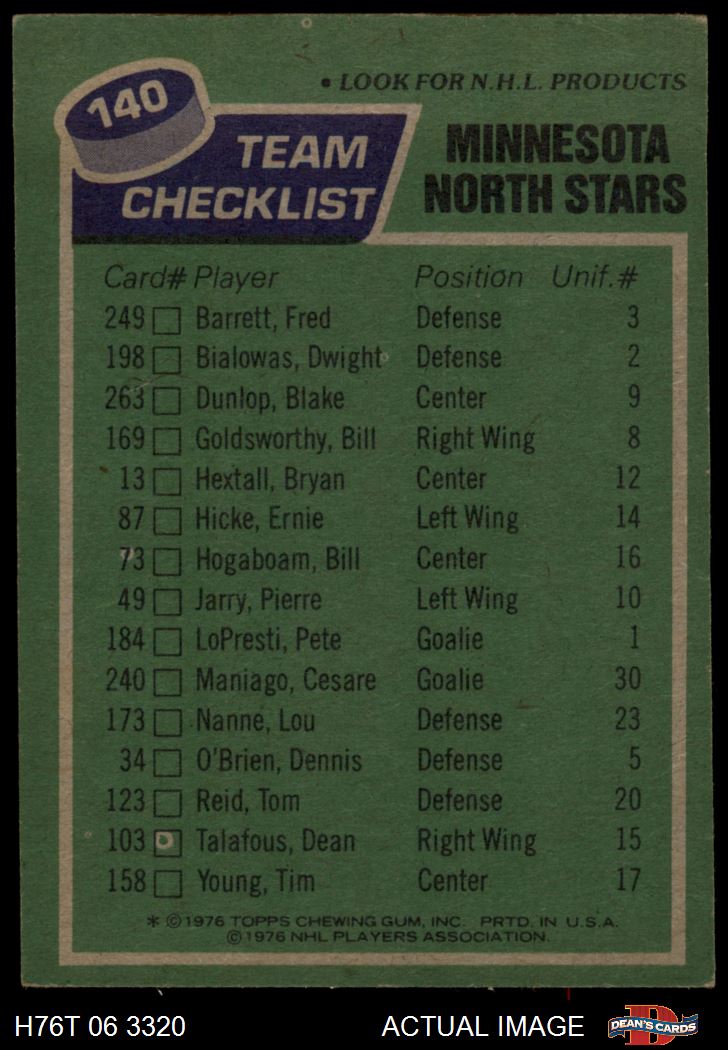 • LOOK FOR N.H.L. PRODUCTS
140
TEAM CHECKLIST
MINNESOTA NORTH STARS
Card# Player Position Unif.#
249 Barrett, Fred Defense 3
198 Bialowas, Dwight Defense 2
263 Dunlop, Blake Center 9
169 Goldsworthy, Bill Right Wing 8
13 Hextall, Bryan Center 12
87 Hicke, Ernie Left Wing 14
73 Hogaboam, Bill Center 16
49 Jarry, Pierre Left Wing 10
184 LoPresti, Pete Goalie 1
240 Maniago, Cesare Goalie 30
173 Nanne, Lou Defense 23
34 O'Brien, Dennis Defense 5
123 Reid, Tom Defense 20
103 Talafous, Dean Right Wing 15
158 Young, Tim Center 17
* ©1976 TOPPS CHEWING GUM, INC. PRTD. IN U.S.A.
©1976 NHL PLAYERS ASSOCIATION.
H76T 06 3320 ACTUAL IMAGE
D
DEAN'S CARDS